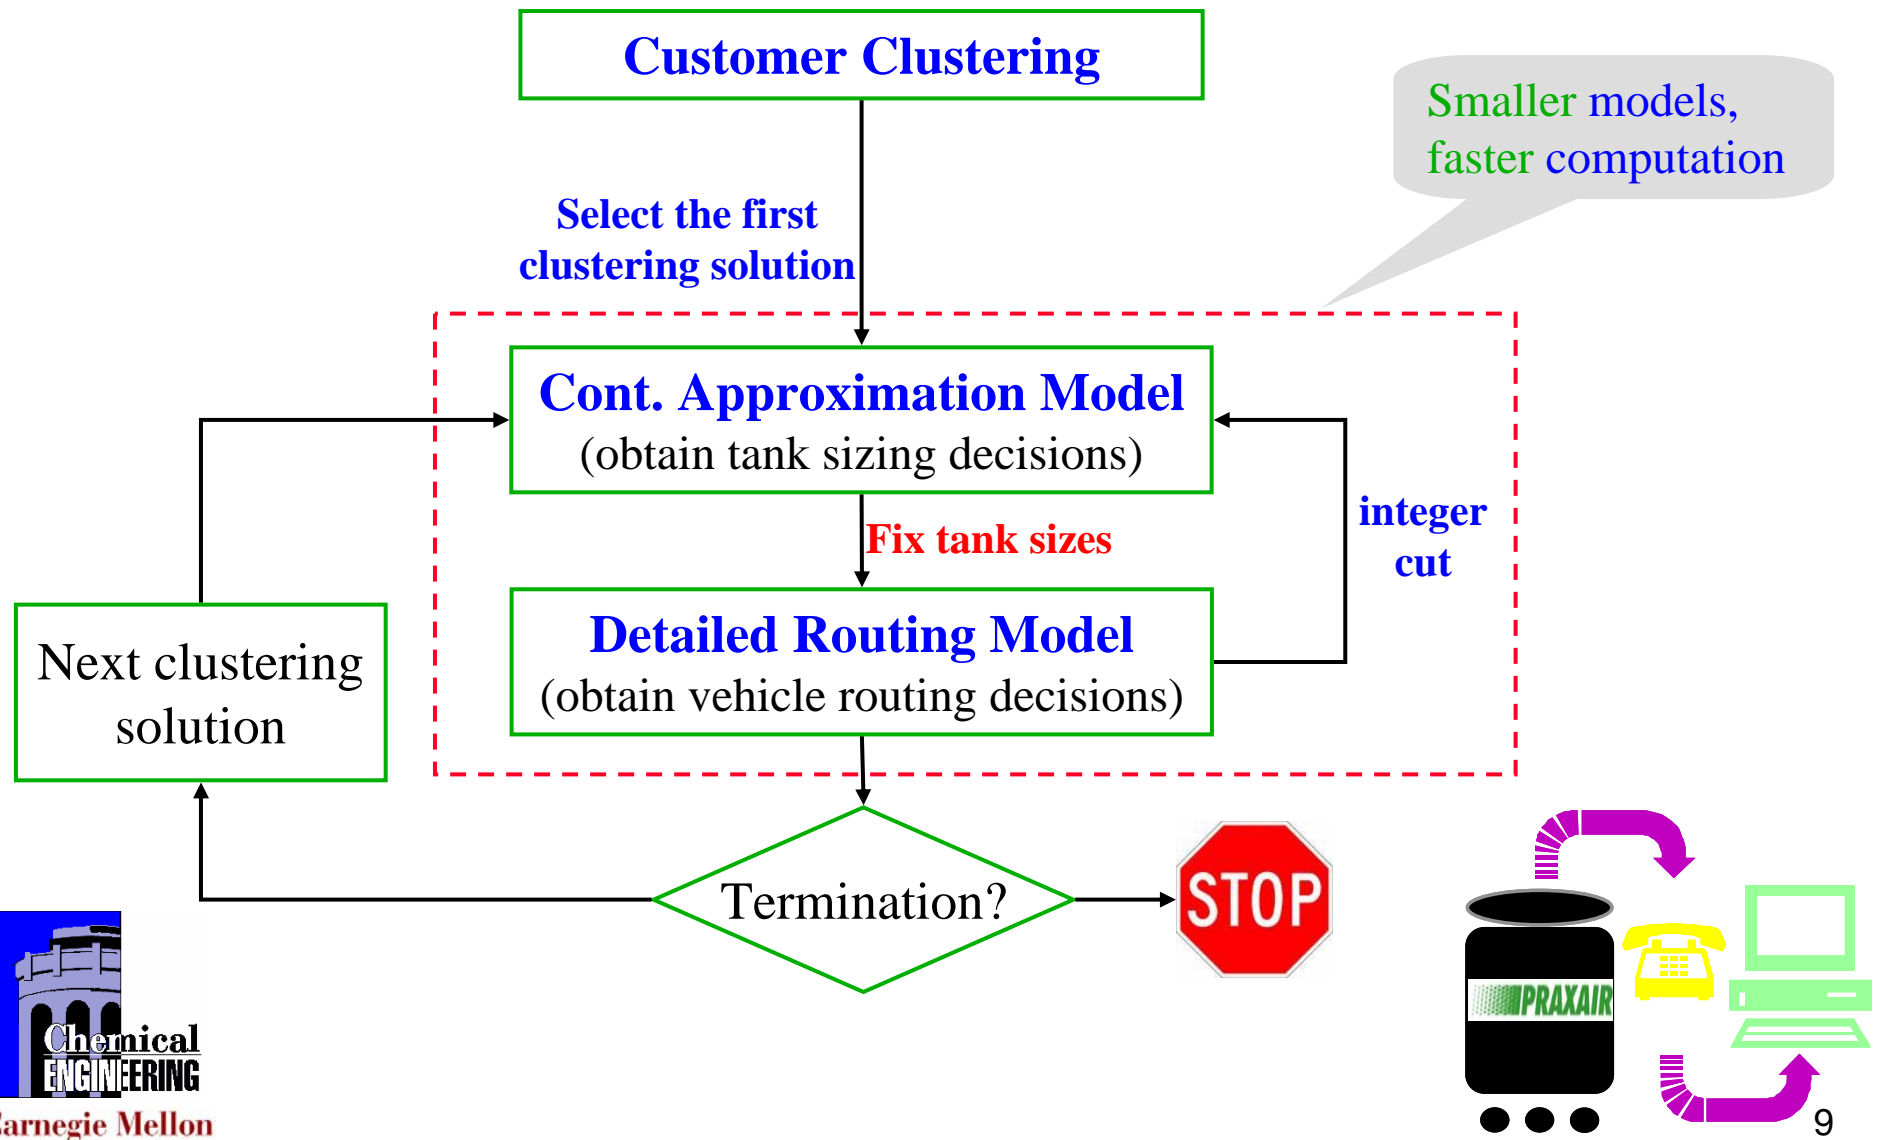 Customer Clustering
Smaller models,
faster computation
Select the first
clustering solution
Cont. Approximation Model
(obtain tank sizing decisions)
integer
cut
Fix tank sizes
Detailed Routing Model
(obtain vehicle routing decisions)
Next clustering
solution
Termination?
STOP
PRAXAIR
Chemical
ENGINEERING
Carnegie Mellon
9